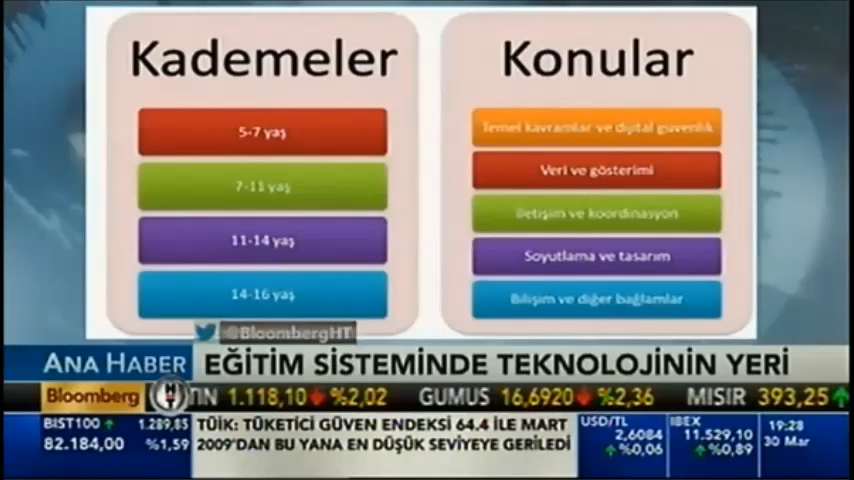 Kademeler
5-7 yaş
7-11 yaş
11-14 yaş
14-16 yaş
Konular
Temel kavramlar ve dijital güvenlik
Veri ve gösterimi
İletişim ve koordinasyon
Soyutlama ve tasarım
Bilişim ve diğer bağlamlar
@BloombergHT
ANA HABER
EĞİTİM SİSTEMİNDE TEKNOLOJİNİN YERİ
Bloomberg HT
TIN 1.118,10 %2,02 GUMUS 16,6920 %2,36 MISIR 393,25
BIST100 1.289,85
82.184,00 %1,59
TÜİK: TÜKETİCİ GÜVEN ENDEKSİ 64.4 İLE MART
2009'DAN BU YANA EN DÜŞÜK SEVİYEYE GERİLEDİ
USD/TL
2,6084
%0,06
IBEX
11.529,10
%0,89
19:28
30 Mar